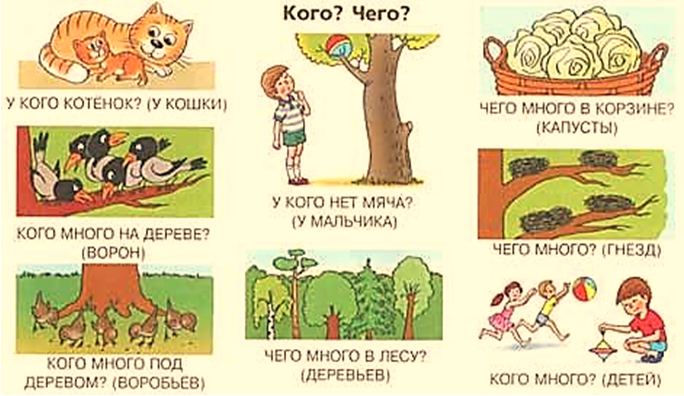 Кого? Чего?
У КОГО КОТЁНОК? (У КОШКИ)
У КОГО НЕТ МЯЧА?
(У МАЛЬЧИКА)
ЧЕГО МНОГО В КОРЗИНЕ?
(КАПУСТЫ)
КОГО МНОГО НА ДЕРЕВЕ?
(ВОРОН)
ЧЕГО МНОГО? (ГНЕЗД)
КОГО МНОГО ПОД
ДЕРЕВОМ? (ВОРОБЬЕВ)
ЧЕГО МНОГО В ЛЕСУ?
(ДЕРЕВЬЕВ)
КОГО МНОГО? (ДЕТЕЙ)